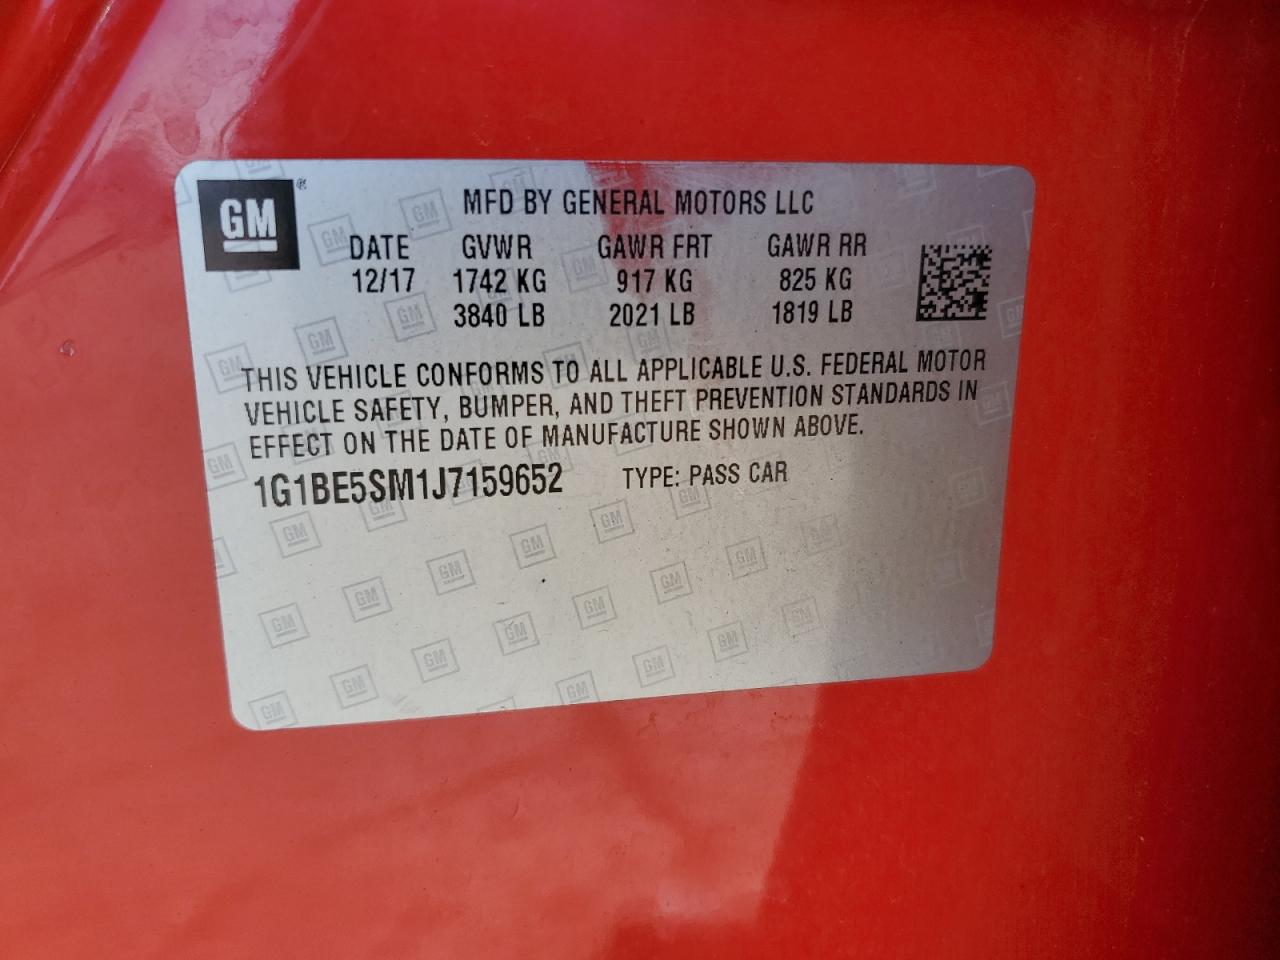 GM®
MFD BY GENERAL MOTORS LLC
DATE GVWR GAWR FRT GAWR RR
12/17 1742 KG 917 KG 825 KG
3840 LB 2021 LB 1819 LB
THIS VEHICLE CONFORMS TO ALL APPLICABLE U.S. FEDERAL MOTOR
VEHICLE SAFETY, BUMPER, AND THEFT PREVENTION STANDARDS IN
EFFECT ON THE DATE OF MANUFACTURE SHOWN ABOVE.
1G1BE5SM1J7159652 TYPE: PASS CAR